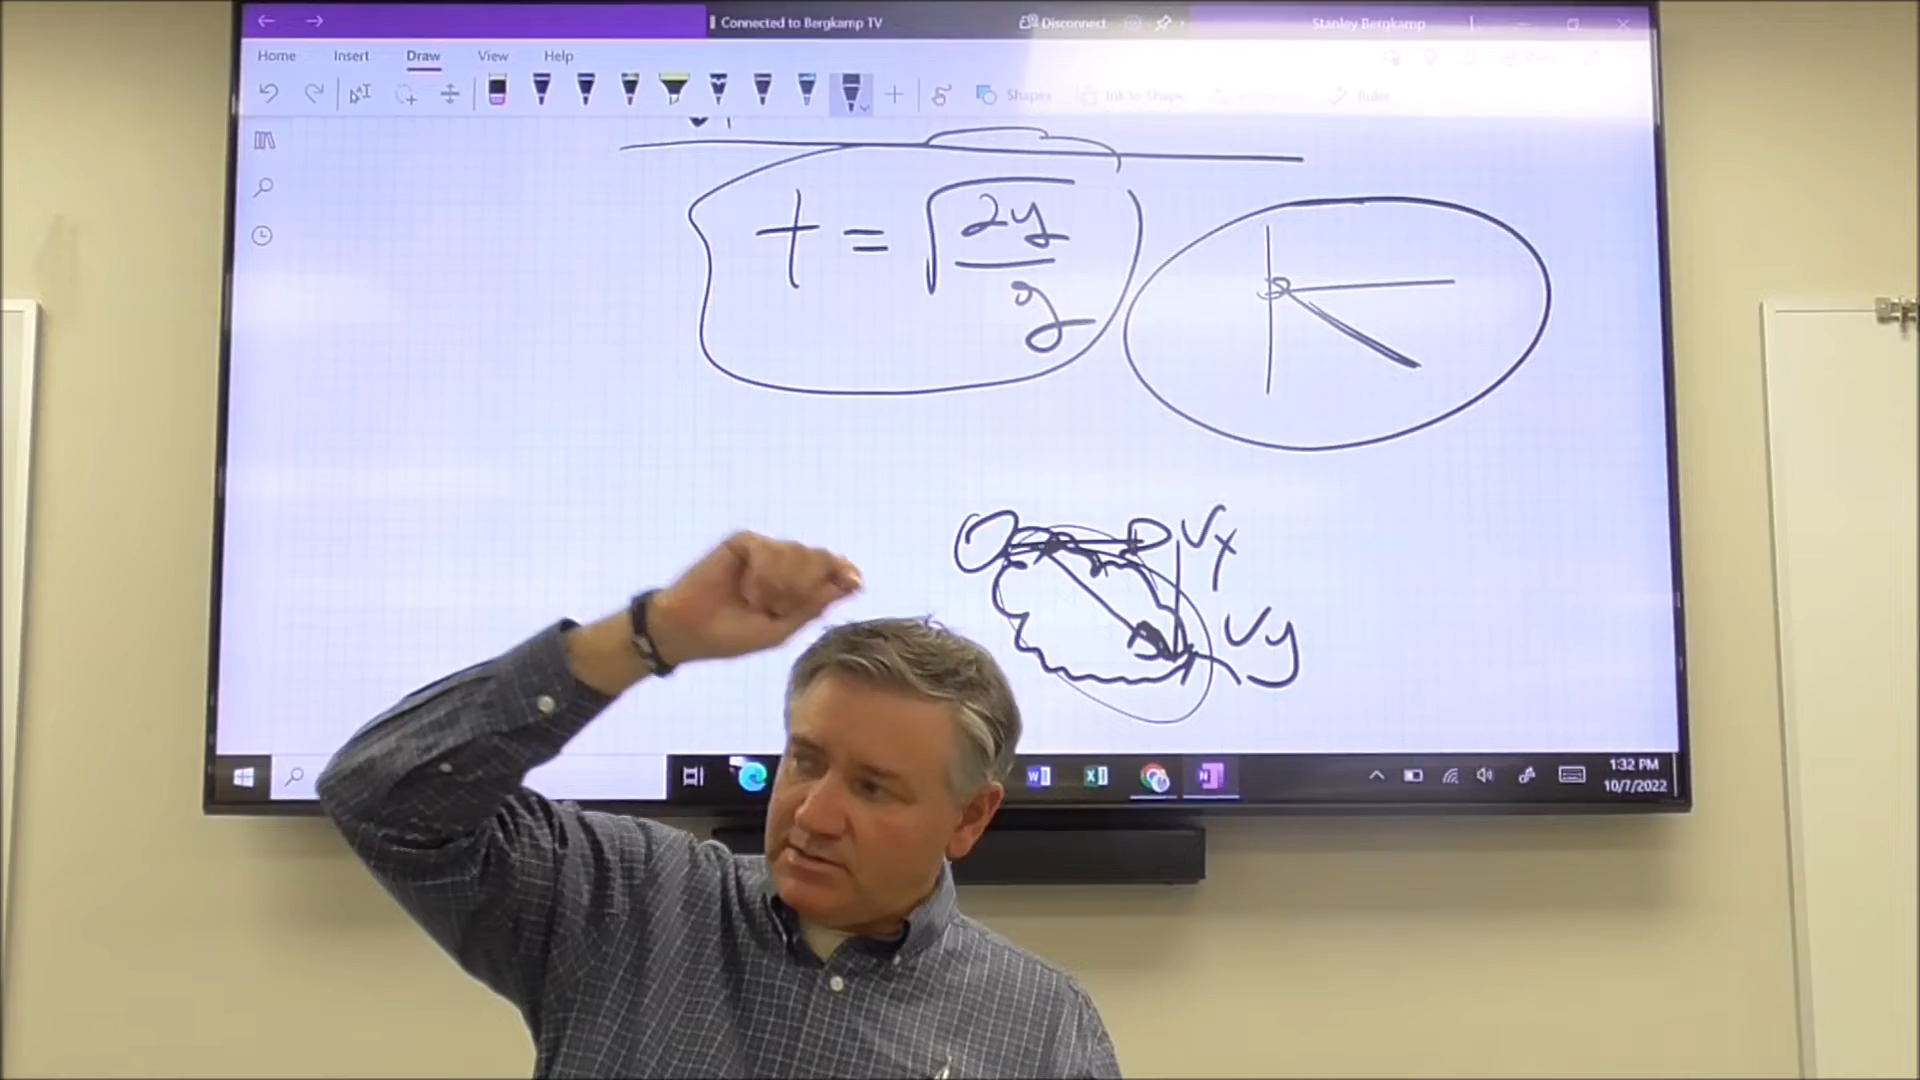 Connected to Bergkamp TV
Disconnect
Stanley Bergkamp
Home Insert Draw View Help
Share
Shapes Ink to Shape Ruler
t = √2y/g
Vx
Vy
1:32 PM
10/7/2022